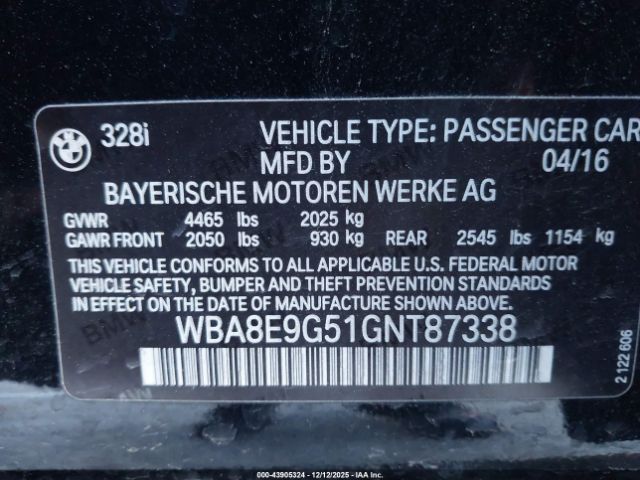 BMW
328i VEHICLE TYPE: PASSENGER CAR
MFD BY 04/16
BAYERISCHE MOTOREN WERKE AG
GVWR 4465 lbs 2025 kg
GAWR FRONT 2050 lbs 930 kg REAR 2545 lbs 1154 kg
THIS VEHICLE CONFORMS TO ALL APPLICABLE U.S. FEDERAL MOTOR
VEHICLE SAFETY, BUMPER AND THEFT PREVENTION STANDARDS
IN EFFECT ON THE DATE OF MANUFACTURE SHOWN ABOVE.
WBA8E9G51GNT87338
2 122 606
000-43905324 - 12/12/2025 - IAA Inc.